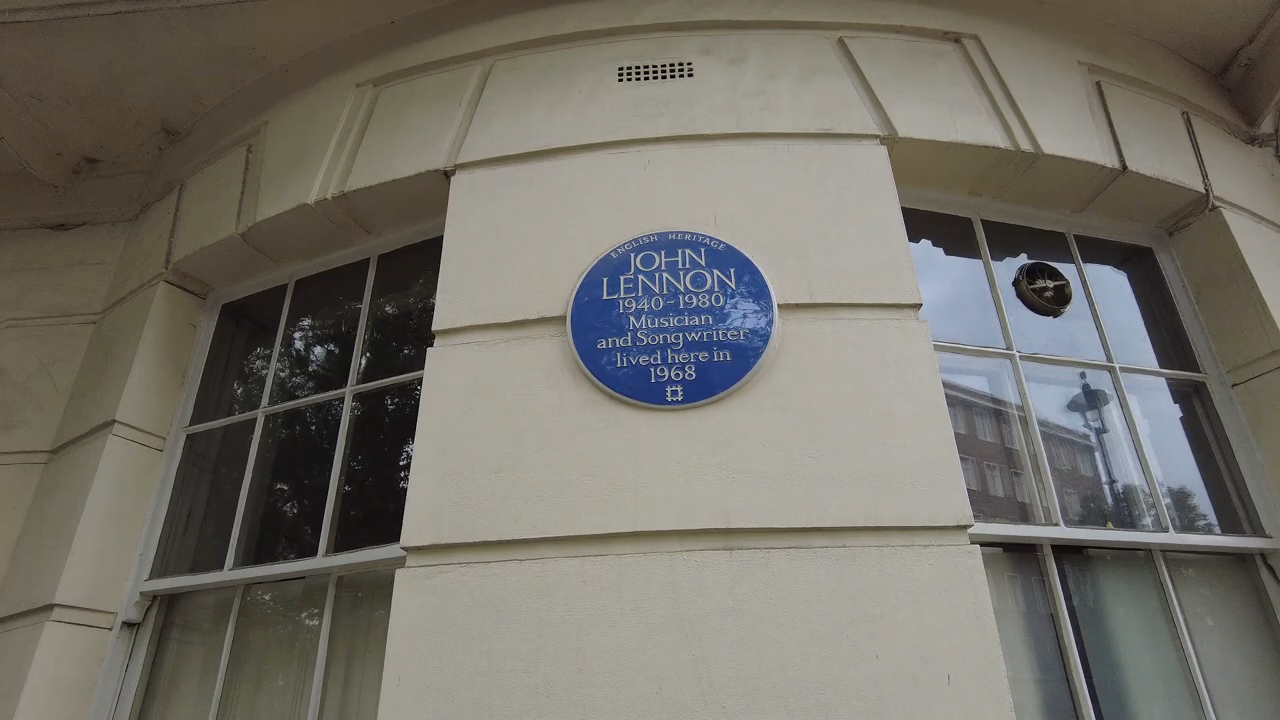 ENGLISH HERITAGE
JOHN
LENNON
1940-1980
Musician
and Songwriter
lived here in
1968